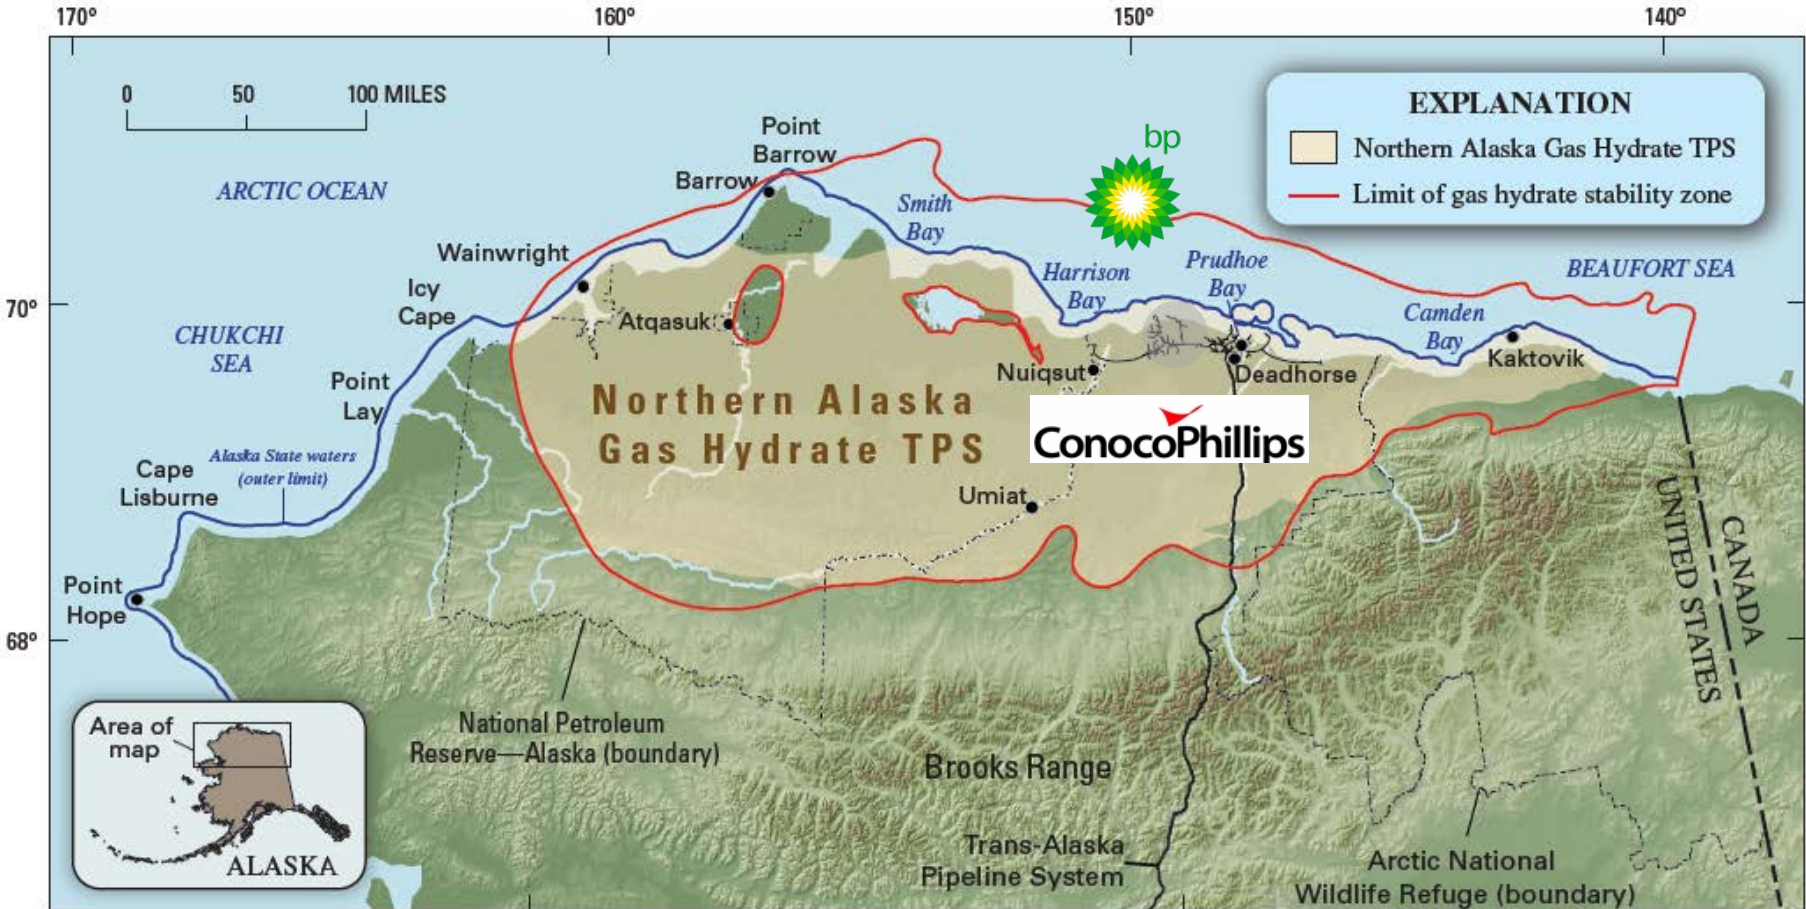 170°
160°
150°
140°
0 50 100 MILES
EXPLANATION
Northern Alaska Gas Hydrate TPS
Limit of gas hydrate stability zone
bp
Point
Barrow
Barrow
ARCTIC OCEAN
Smith
Bay
Wainwright
Harrison
Bay
Prudhoe
Bay
BEAUFORT SEA
Icy
Cape
70°
Camden
Bay
Atqasuk
CHUKCHI
SEA
Kaktovik
Nuiqsut
Deadhorse
Point
Lay
Northern Alaska
Gas Hydrate TPS
ConocoPhillips
Alaska State waters
(outer limit)
Cape
Lisburne
Umiat
UNITED STATES
CANADA
Point
Hope
68°
National Petroleum
Reserve—Alaska (boundary)
Area of
map
ALASKA
Brooks Range
Trans-Alaska
Pipeline System
Arctic National
Wildlife Refuge (boundary)